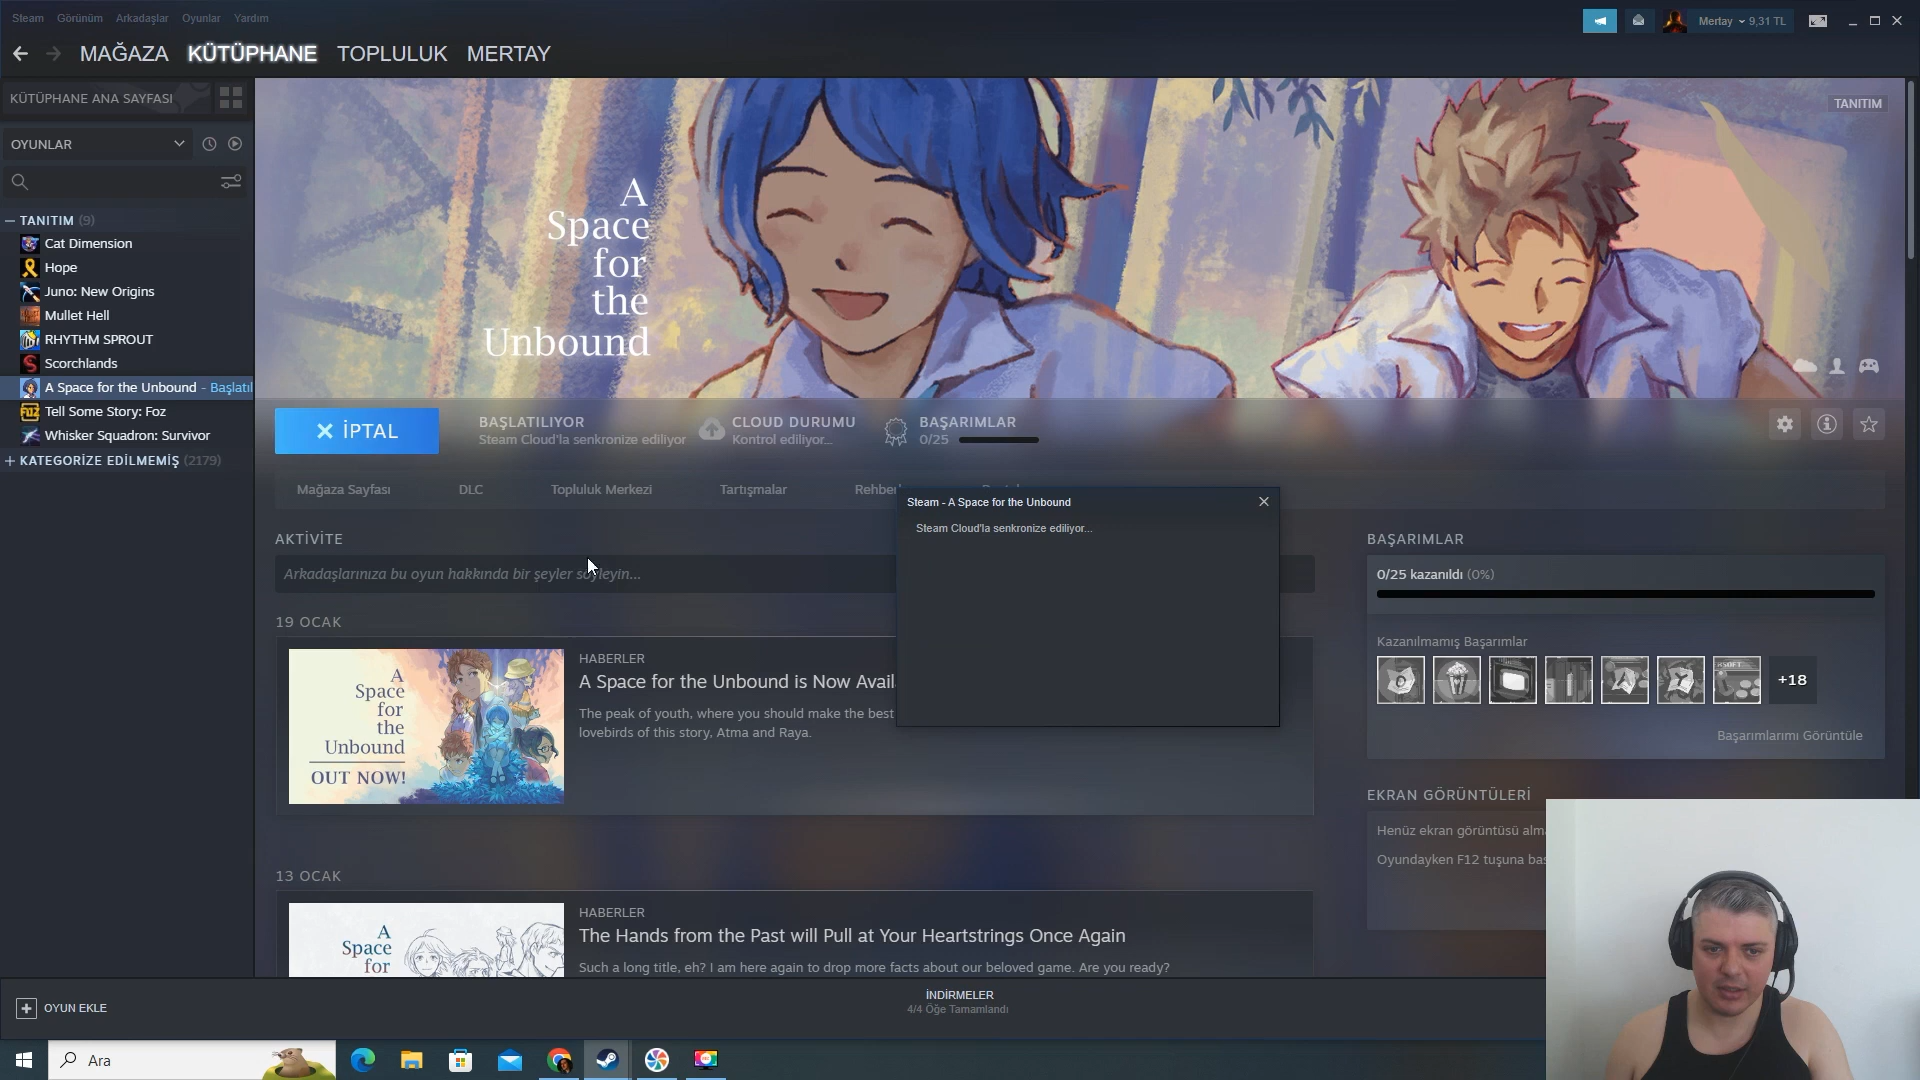 Steam Görünüm Arkadaşlar Oyunlar Yardım
Mertay 9,31 TL
MAĞAZA KÜTÜPHANE TOPLULUK MERTAY
KÜTÜPHANE ANA SAYFASI
TANITIM
OYUNLAR
TANITIM (9)
Cat Dimension
Hope
Juno: New Origins
Mullet Hell
RHYTHM SPROUT
Scorchlands
A Space for the Unbound - Başlatıl
Tell Some Story: Foz
Whisker Squadron: Survivor
KATEGORİZE EDİLMEMİŞ (2179)
A
Space
for
the
Unbound
İPTAL
BAŞLATILIYOR
Steam Cloud'la senkronize ediliyor
CLOUD DURUMU
Kontrol ediliyor...
BAŞARIMLAR
0/25
Mağaza Sayfası DLC Topluluk Merkezi Tartışmalar
Steam - A Space for the Unbound
Steam Cloud'la senkronize ediliyor...
AKTİVİTE
Arkadaşlarınıza bu oyun hakkında bir şeyler söyleyin...
19 OCAK
A
Space
for
the
Unbound
OUT NOW!
HABERLER
A Space for the Unbound is Now Avail
The peak of youth, where you should make the best
lovebirds of this story, Atma and Raya.
13 OCAK
A
Space
for
HABERLER
The Hands from the Past will Pull at Your Heartstrings Once Again
Such a long title, eh? I am here again to drop more facts about our beloved game. Are you ready?
BAŞARIMLAR
0/25 kazanıldı (0%)
Kazanılmamış Başarımlar
+18
Başarımlarımı Görüntüle
EKRAN GÖRÜNTÜLERİ
Henüz ekran görüntüsü alm
Oyundayken F12 tuşuna bas
OYUN EKLE
İNDİRMELER
4/4 Öğe Tamamlandı
Ara